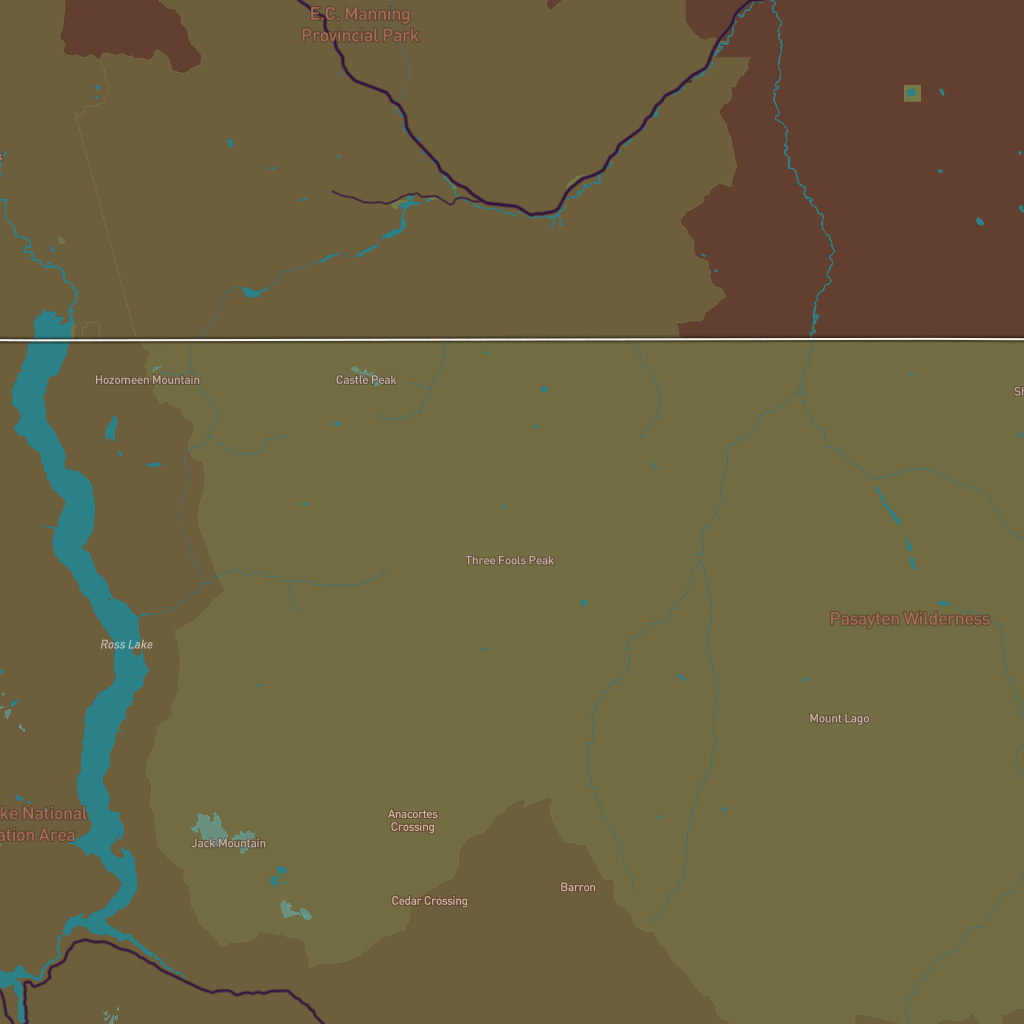 E.C. Manning
Provincial Park
Hozomeen Mountain
Castle Peak
Three Fools Peak
Pasayten Wilderness
Ross Lake
Mount Lago
ke National
ation Area
Anacortes
Crossing
Jack Mountain
Barron
Cedar Crossing